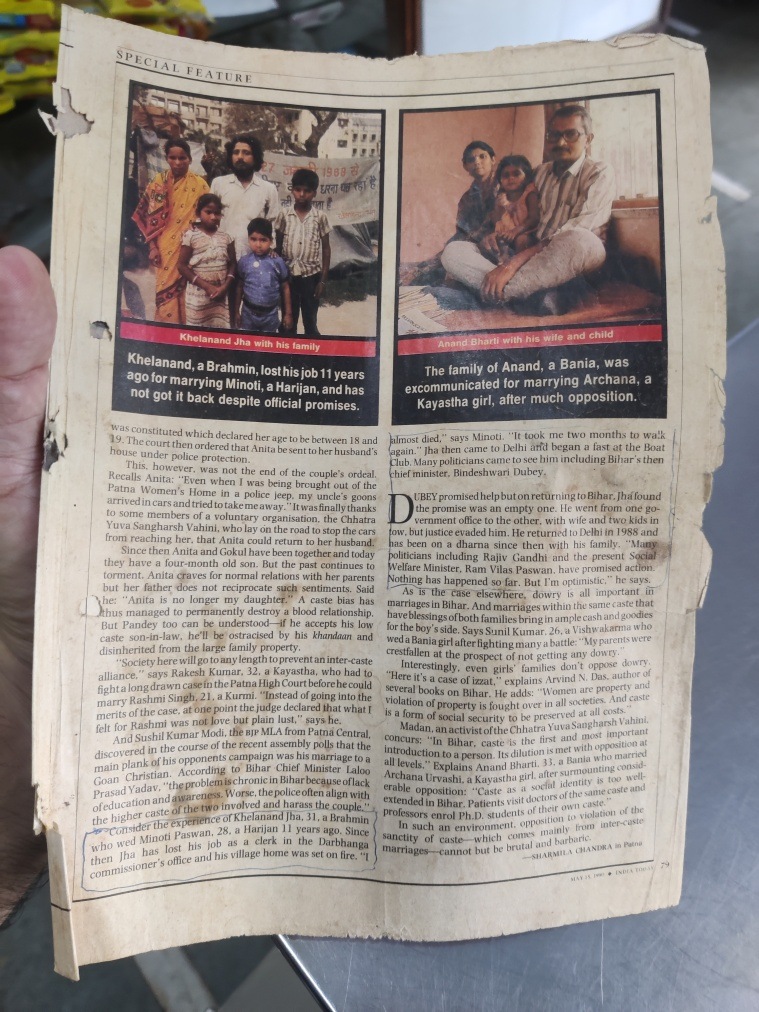 SPECIAL FEATURE
27
1988 से
धरना पर रहा है
Khelanand Jha with his family
Khelanand, a Brahmin, lost his job 11 years
ago for marrying Minoti, a Harijan, and has
not got it back despite official promises.
Anand Bharti with his wife and child
The family of Anand, a Bania, was
excommunicated for marrying Archana, a
Kayastha girl, after much opposition.
was constituted which declared her age to be between 18 and
19. The court then ordered that Anita be sent to her husband's
house under police protection.
This, however, was not the end of the couple's ordeal.
Recalls Anita: "Even when I was being brought out of the
Patna Women's Home in a police jeep, my uncle's goons
arrived in cars and tried to take me away." It was finally thanks
to some members of a voluntary organisation, the Chhatra
Yuva Sangharsh Vahini, who lay on the road to stop the cars
from reaching her, that Anita could return to her husband.
Since then Anita and Gokul have been together and today
they have a four-month old son. But the past continues to
torment. Anita craves for normal relations with her parents
but her father does not reciprocate such sentiments. Said
he: "Anita is no longer my daughter." A caste bias has
thus managed to permanently destroy a blood relationship.
But Pandey too can be understood—if he accepts his low
caste son-in-law, he'll be ostracised by his khandaan and
disinherited from the large family property.
"Society here will go to any length to prevent an inter-caste
alliance," says Rakesh Kumar, 32, a Kayastha, who had to
fight a long drawn case in the Patna High Court before he could
marry Rashmi Singh, 21, a Kurmi. "Instead of going into the
merits of the case, at one point the judge declared that what I
felt for Rashmi was not love but plain lust," says he.
And Sushil Kumar Modi, the BJP MLA from Patna Central,
discovered in the course of the recent assembly polls that the
main plank of his opponents campaign was his marriage to a
Goan Christian. According to Bihar Chief Minister Laloo
Prasad Yadav, "the problem is chronic in Bihar because of lack
of education and awareness. Worse, the police often align with
the higher caste of the two involved and harass the couple."
Consider the experience of Khelanand Jha, 31, a Brahmin
who wed Minoti Paswan, 28, a Harijan 11 years ago. Since
then Jha has lost his job as a clerk in the Darbhanga
commissioner's office and his village home was set on fire. "I
almost died," says Minoti. "It took me two months to walk
again." Jha then came to Delhi and began a fast at the Boat
Club. Many politicians came to see him including Bihar's then
chief minister, Bindeshwari Dubey.
DUBEY promised help but on returning to Bihar, Jha found
the promise was an empty one. He went from one go-
vernment office to the other, with wife and two kids in
tow, but justice evaded him. He returned to Delhi in 1988 and
has been on a dharna since then with his family. "Many
politicians including Rajiv Gandhi and the present Social
Welfare Minister, Ram Vilas Paswan, have promised action.
Nothing has happened so far. But I'm optimistic," he says.
As is the case elsewhere, dowry is all important in
marriages in Bihar. And marriages within the same caste that
have blessings of both families bring in ample cash and goodies
for the boy's side. Says Sunil Kumar, 26, a Vishwakarma who
wed a Bania girl after fighting many a battle: "My parents were
crestfallen at the prospect of not getting any dowry."
Interestingly, even girls' families don't oppose dowry.
"Here it's a case of izzat," explains Arvind N. Das, author of
several books on Bihar. He adds: "Women are property and
violation of property is fought over in all societies. And caste
is a form of social security to be preserved at all costs."
Madan, an activist of the Chhatra Yuva Sangharsh Vahini,
concurs: "In Bihar, caste is the first and most important
introduction to a person. Its dilution is met with opposition at
all levels." Explains Anand Bharti, 33, a Bania who married
Archana Urvashi, a Kayastha girl, after surmounting consid-
erable opposition: "Caste as a social identity is too well-
extended in Bihar. Patients visit doctors of the same caste and
professors enrol Ph.D. students of their own caste."
In such an environment, opposition to violation of the
sanctity of caste—which comes mainly from inter-caste
marriages—cannot but be brutal and barbaric.
—SHARMILA CHANDRA in Patna
MAY 15, 1990 ◆ INDIA TODAY 79